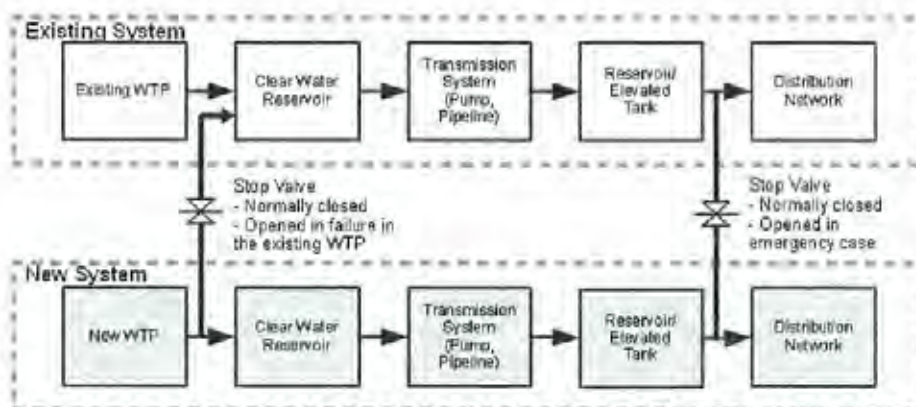 Existing System
Existing WTP
Clear Water
Reservoir
Transmission
System
(Pump,
Pipeline)
Reservoir/
Elevated
Tank
Distribution
Network
Stop Valve
- Normally closed
- Opened in failure in
the existing WTP
Stop Valve
- Normally closed
- Opened in
emergency case
New System
New WTP
Clear Water
Reservoir
Transmission
System
(Pump,
Pipeline)
Reservoir/
Elevated
Tank
Distribution
Network